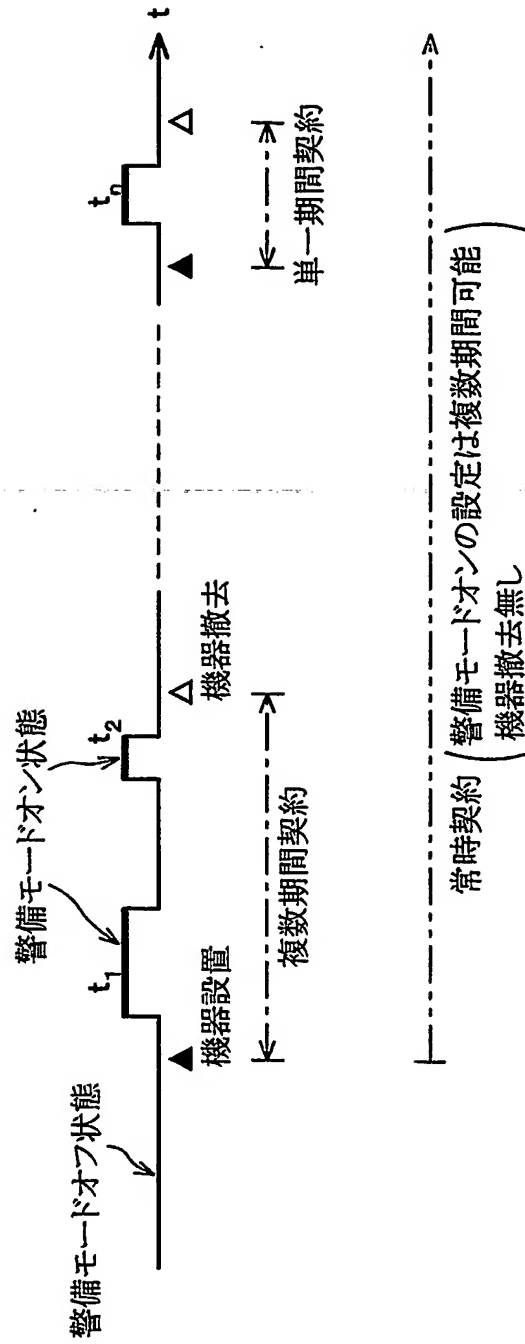 警備モードオフ状態
警備モードオン状態
t1
t2
tn
t
機器設置
機器撤去
複数期間契約
単一期間契約
常時契約
警備モードオンの設定は複数期間可能
機器撤去無し